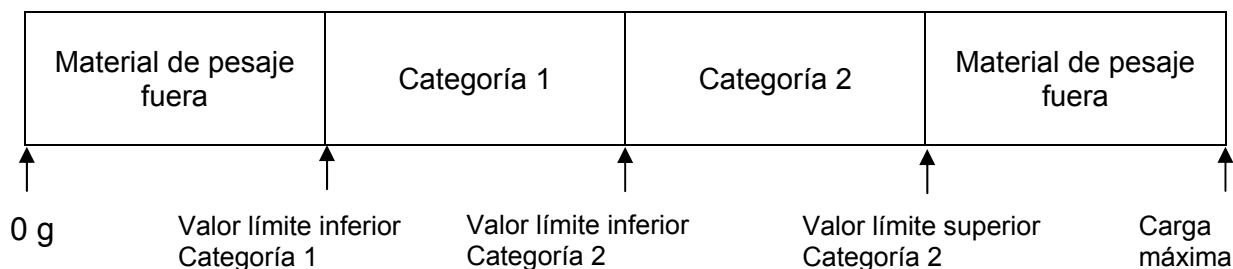 Material de pesaje
fuera
Categoría 1
Categoría 2
Material de pesaje
fuera
0 g
Valor límite inferior
Categoría 1
Valor límite inferior
Categoría 2
Valor límite superior
Categoría 2
Carga
máxima